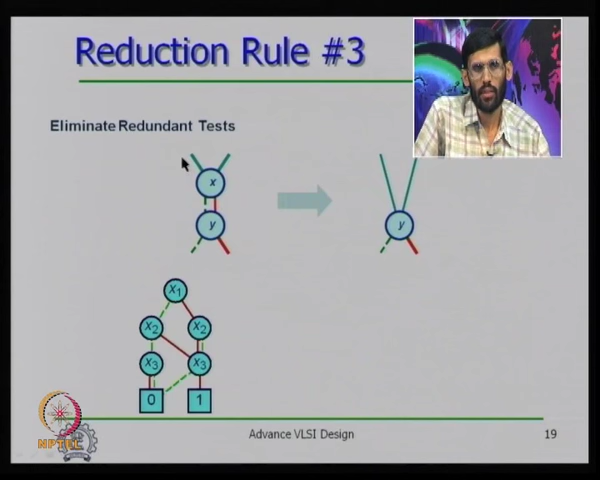 Reduction Rule #3
Eliminate Redundant Tests
x
y
y
x1
x2
x2
x3
x3
0
1
NPTEL
Advance VLSI Design
19